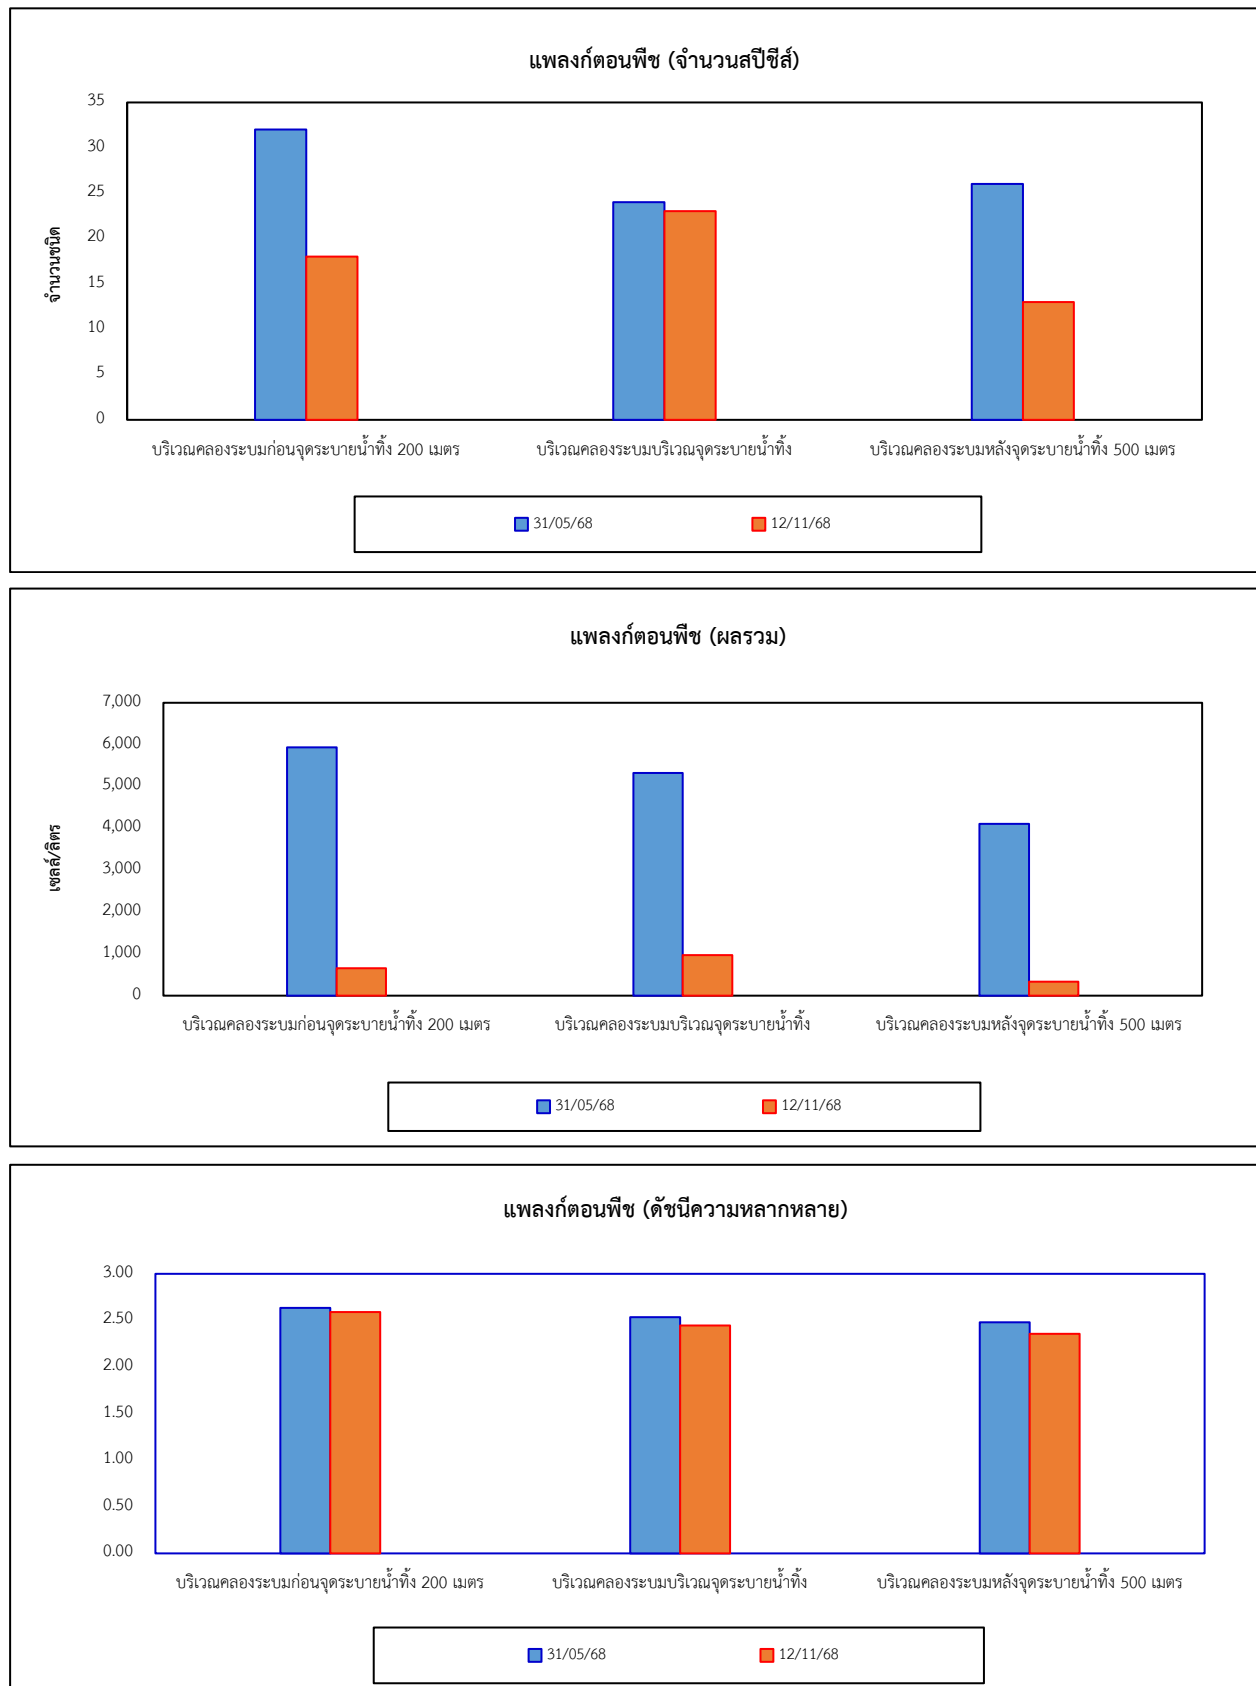 แพลงก์ตอนพืช (จำนวนสปีชีส์)
จำนวนชนิด
35
30
25
20
15
10
5
0
บริเวณคลองระบมก่อนจุดระบายน้ำทิ้ง 200 เมตร
บริเวณคลองระบมบริเวณจุดระบายน้ำทิ้ง
บริเวณคลองระบมหลังจุดระบายน้ำทิ้ง 500 เมตร
31/05/68
12/11/68
แพลงก์ตอนพืช (ผลรวม)
เซลล์/ลิตร
7,000
6,000
5,000
4,000
3,000
2,000
1,000
0
บริเวณคลองระบมก่อนจุดระบายน้ำทิ้ง 200 เมตร
บริเวณคลองระบมบริเวณจุดระบายน้ำทิ้ง
บริเวณคลองระบมหลังจุดระบายน้ำทิ้ง 500 เมตร
31/05/68
12/11/68
แพลงก์ตอนพืช (ดัชนีความหลากหลาย)
3.00
2.50
2.00
1.50
1.00
0.50
0.00
บริเวณคลองระบมก่อนจุดระบายน้ำทิ้ง 200 เมตร
บริเวณคลองระบมบริเวณจุดระบายน้ำทิ้ง
บริเวณคลองระบมหลังจุดระบายน้ำทิ้ง 500 เมตร
31/05/68
12/11/68